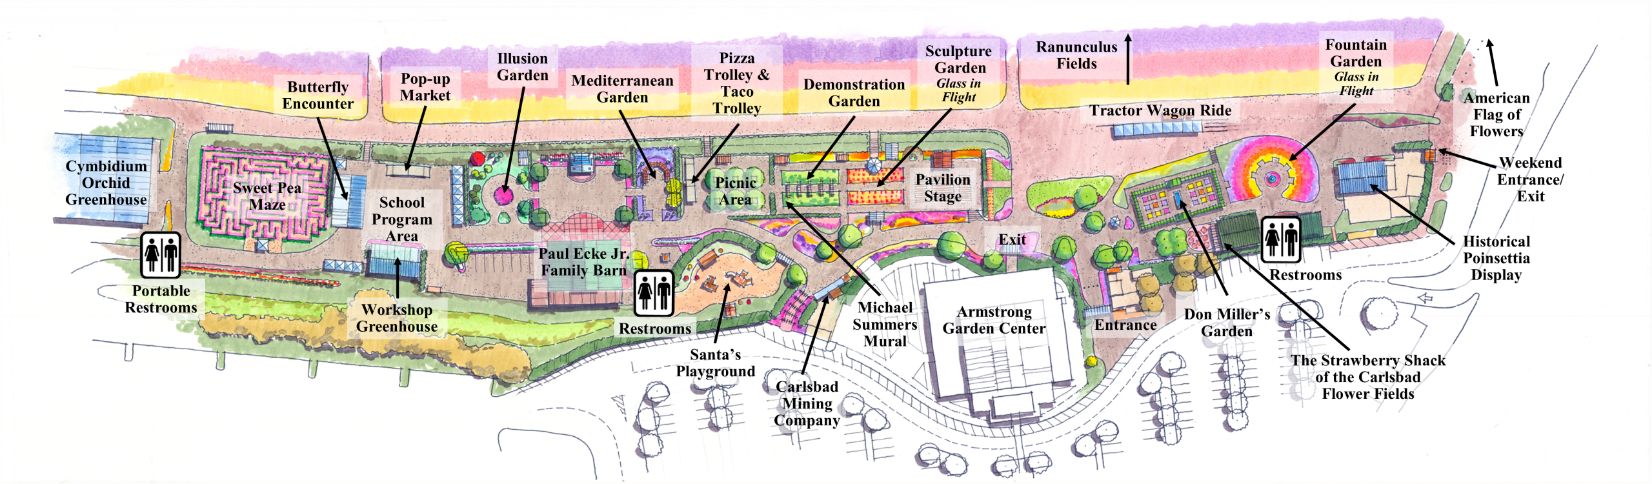 Butterfly
Encounter
Pop-up
Market
Illusion
Garden
Mediterranean
Garden
Pizza
Trolley &
Taco
Trolley
Demonstration
Garden
Sculpture
Garden
Glass in
Flight
Ranunculus
Fields
Tractor Wagon Ride
Fountain
Garden
Glass in
Flight
American
Flag of
Flowers
Weekend
Entrance/
Exit
Cymbidium
Orchid
Greenhouse
Sweet Pea
Maze
School
Program
Area
Picnic
Area
Pavilion
Stage
Paul Ecke Jr.
Family Barn
Exit
Historical
Poinsettia
Display
Portable
Restrooms
Workshop
Greenhouse
Restrooms
Santa's
Playground
Carlsbad
Mining
Company
Michael
Summers
Mural
Armstrong
Garden Center
Entrance
Don Miller's
Garden
Restrooms
The Strawberry Shack
of the Carlsbad
Flower Fields